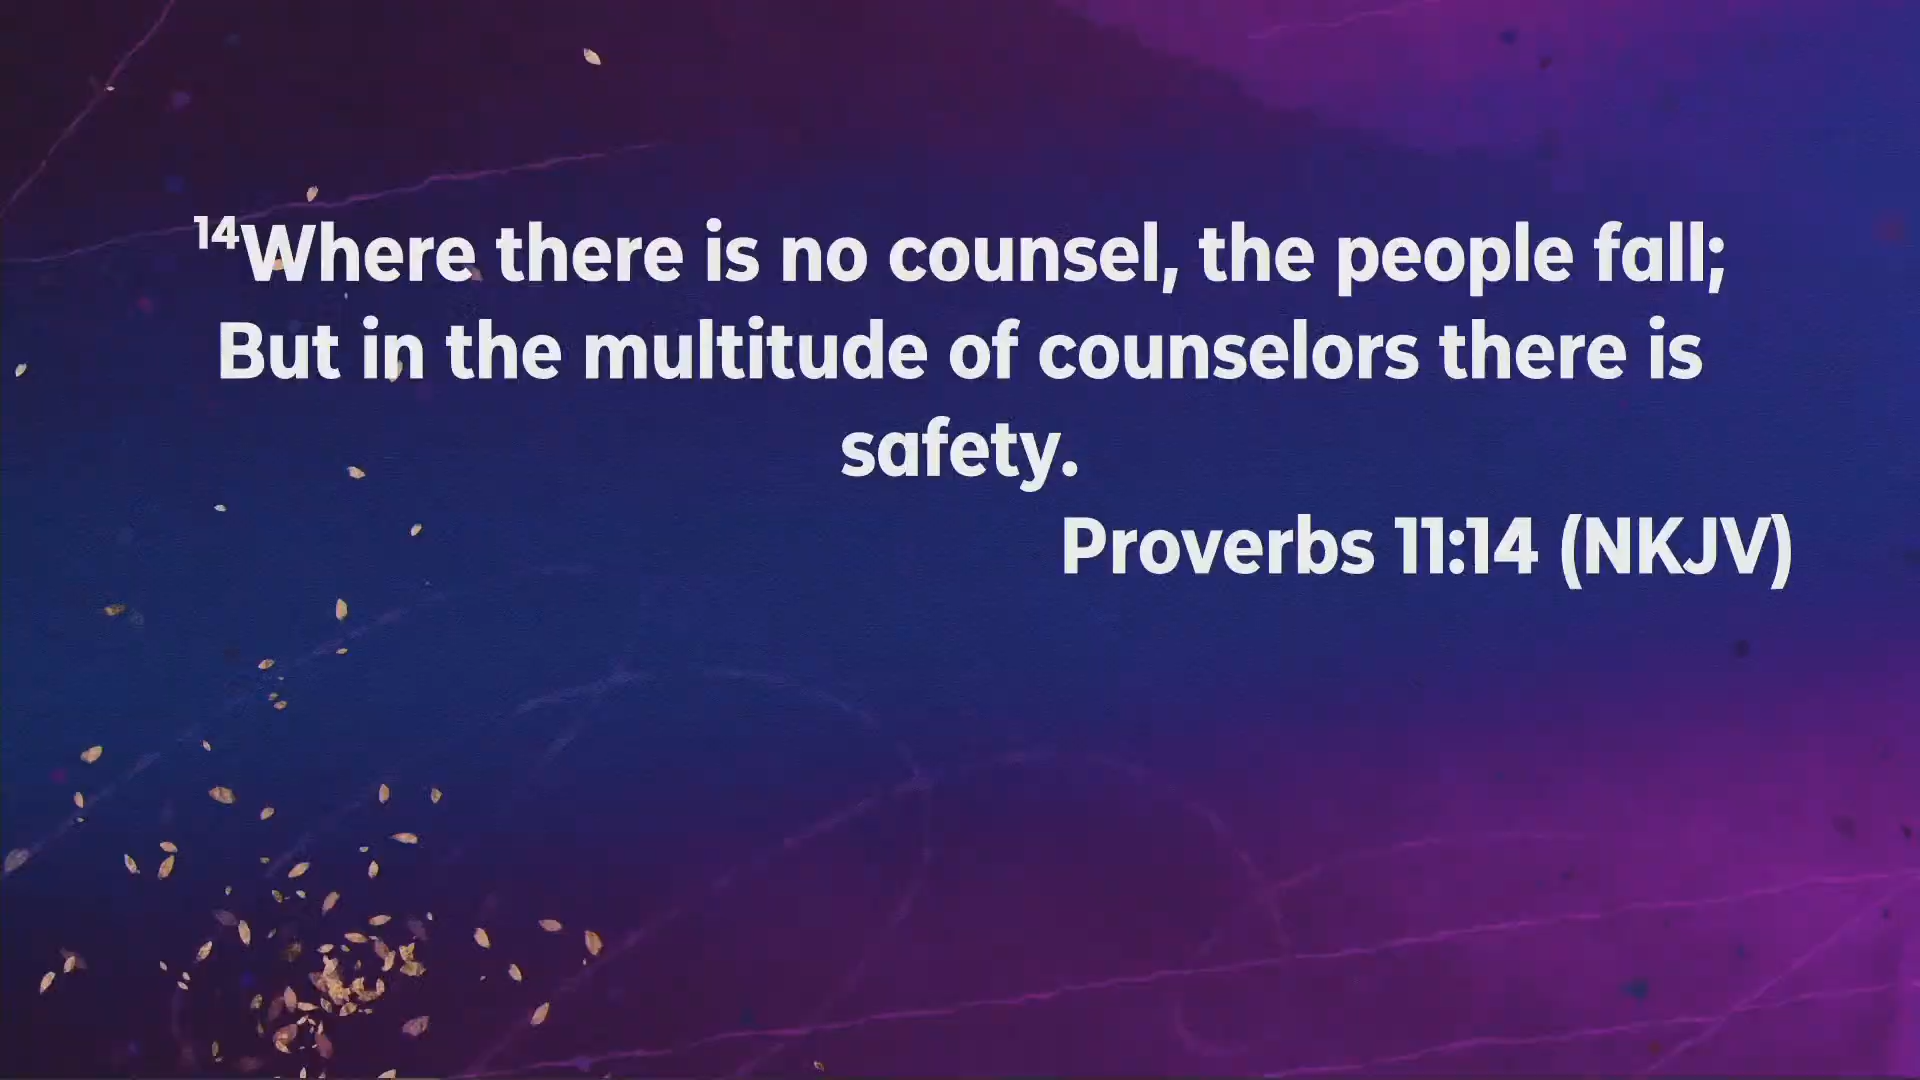 ¹⁴Where there is no counsel, the people fall;
But in the multitude of counselors there is
safety.
Proverbs 11:14 (NKJV)